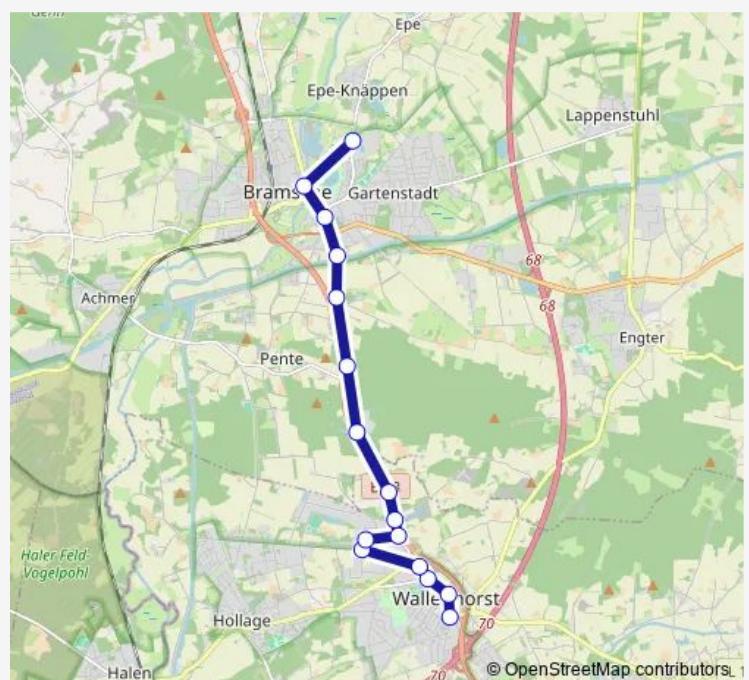 Epe
Epe-Knäppen
Lappenstuhl
Gartenstadt
68
Achmer
68
Engter
Pente
Haler Feld-
Vogelpohl
Hollage
70
Halen
70
© OpenStreetMap contributors